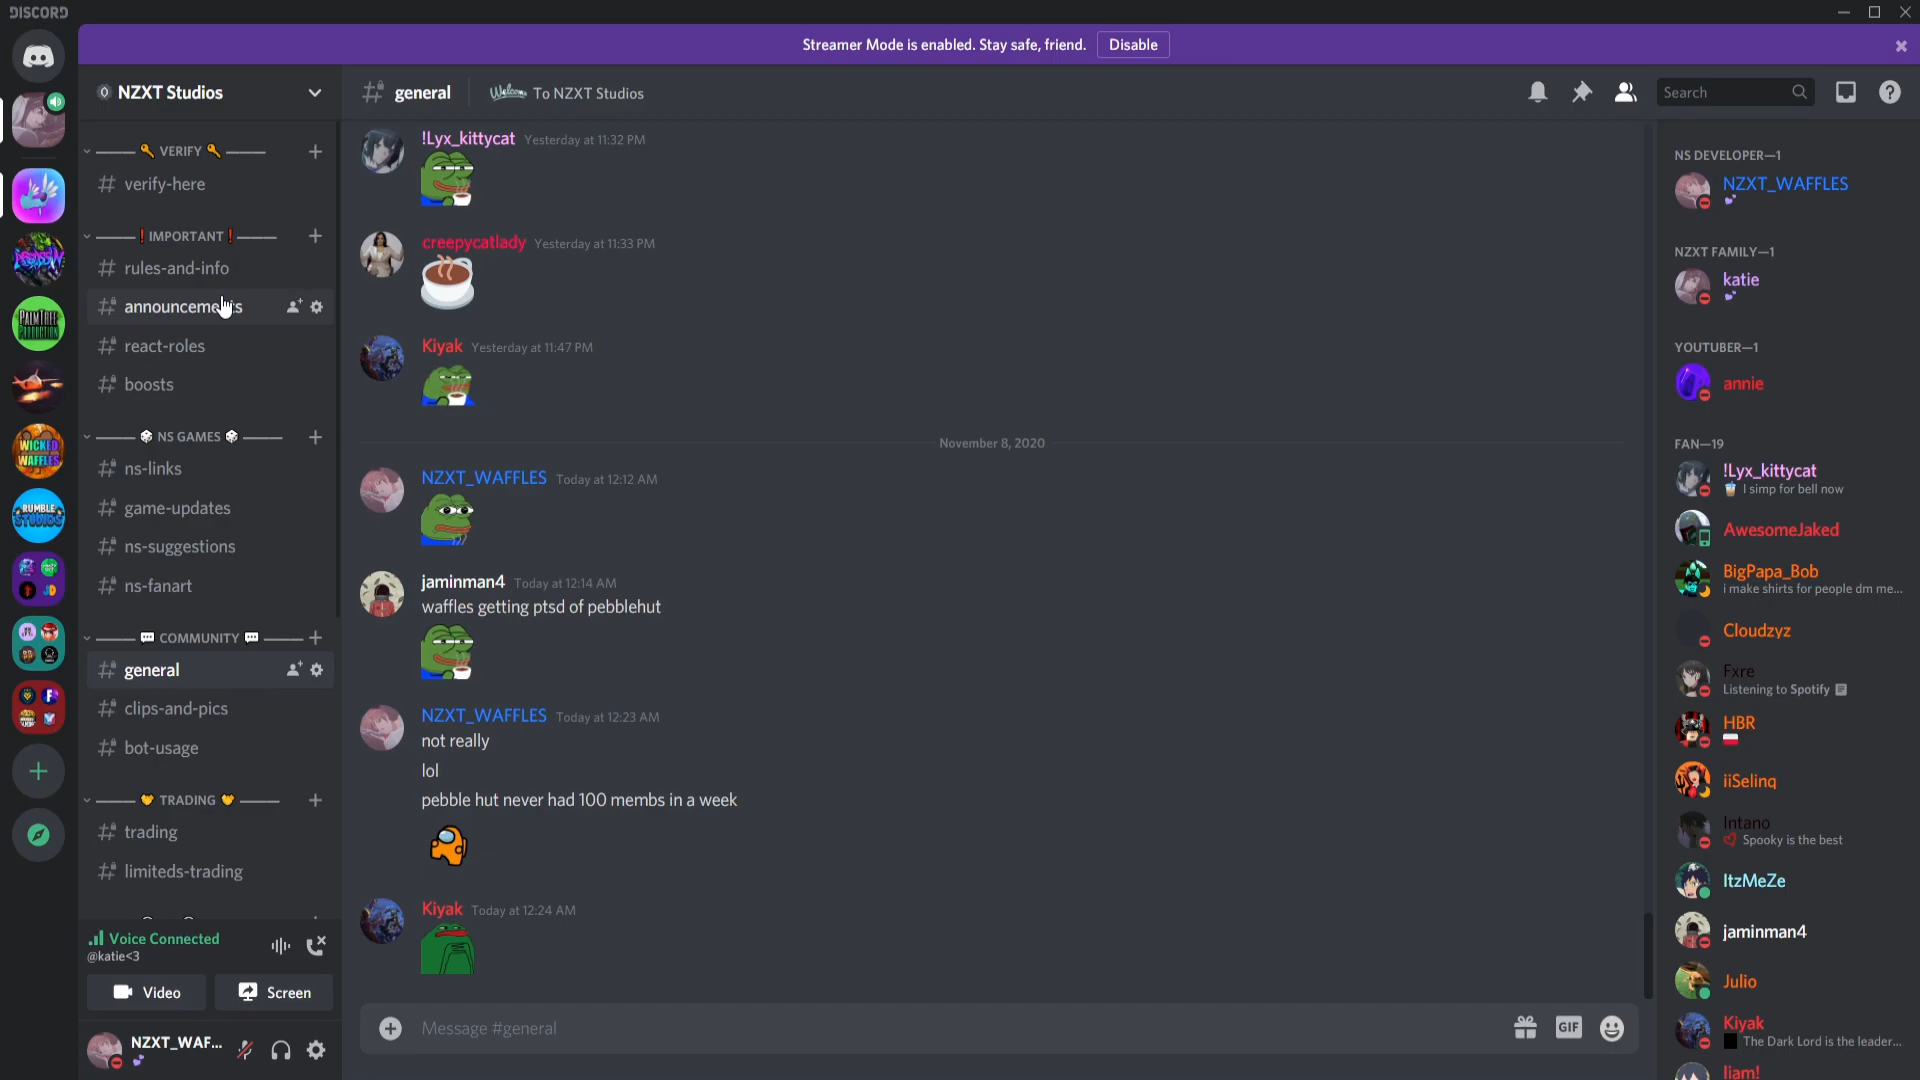 DISCORD
Streamer Mode is enabled. Stay safe, friend.
Disable
NZXT Studios
general
Welcome To NZXT Studios
Search
VERIFY
verify-here
IMPORTANT
rules-and-info
announcements
react-roles
boosts
NS GAMES
ns-links
game-updates
ns-suggestions
ns-fanart
COMMUNITY
general
clips-and-pics
bot-usage
TRADING
trading
limiteds-trading
Voice Connected
@katie<3
Video
Screen
NZXT_WAF...
PALMTREE
PRODUCTION
WICKED
WAFFLES
RUMBLE
STUDIOS
!Lyx_kittycat Yesterday at 11:32 PM
creepycatlady Yesterday at 11:33 PM
Kiyak Yesterday at 11:47 PM
November 8, 2020
NZXT_WAFFLES Today at 12:12 AM
jaminman4 Today at 12:14 AM
waffles getting ptsd of pebblehut
NZXT_WAFFLES Today at 12:23 AM
not really
lol
pebble hut never had 100 membs in a week
Kiyak Today at 12:24 AM
Message #general
GIF
NS DEVELOPER—1
NZXT_WAFFLES
NZXT FAMILY—1
katie
YOUTUBER—1
annie
FAN—19
!Lyx_kittycat
I simp for bell now
AwesomeJaked
BigPapa_Bob
i make shirts for people dm me...
Cloudzyz
Fxre
Listening to Spotify
HBR
iiSelinq
Intano
Spooky is the best
ItzMeZe
jaminman4
Julio
Kiyak
The Dark Lord is the leader...
liam!